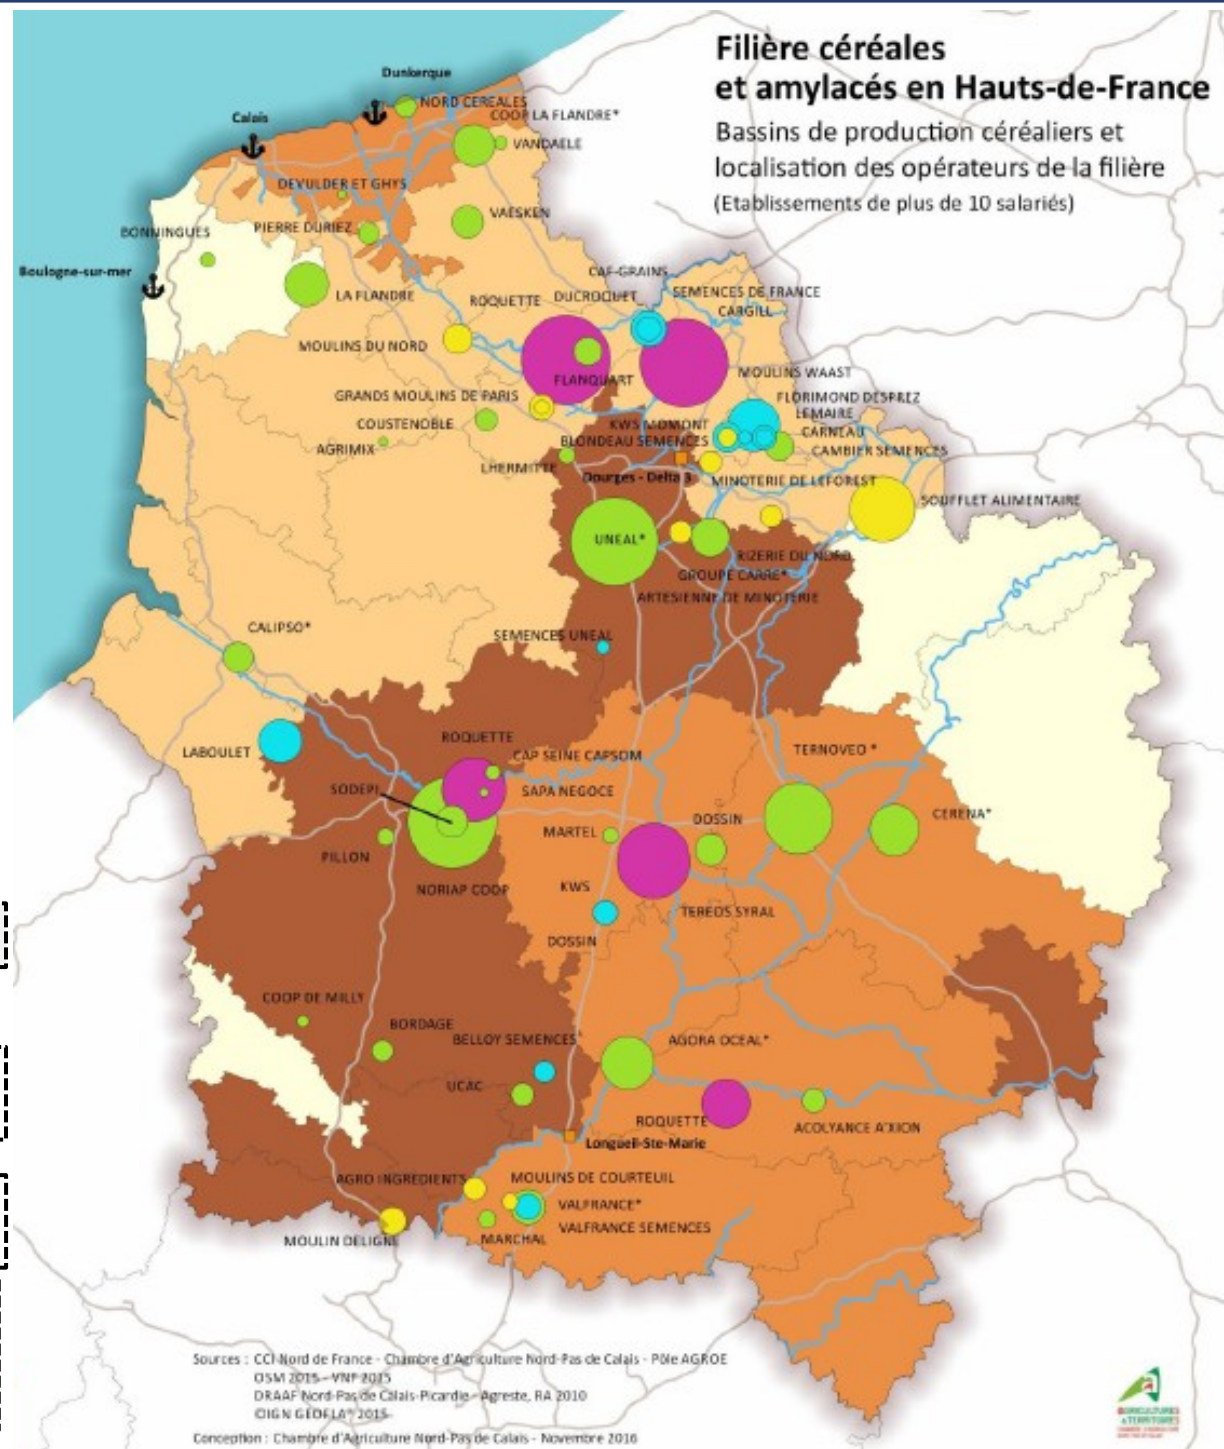 Filière céréales
et amylacés en Hauts-de-France
Bassins de production céréaliers et
localisation des opérateurs de la filière
(Etablissements de plus de 10 salariés)
Dunkerque
NORD CEREALES
COOP LA FLANDRE*
Calais
VANDAELE
DEVULDER ET GHYS
VAESKEN
PIERRE DURIEZ
BONNINGUES
Boulogne-sur-mer
CAF-GRAINS
LA FLANDRE
ROQUETTE
DUCROQUET
SEMENCES DE FRANCE
CARGILL
MOULINS DU NORD
FLANQUART
MOULINS WAAST
GRANDS MOULINS DE PARIS
FLORIMOND DESPREZ
LEMAIRE
COUSTENOBLE
KWS MOMONT
CARNEAU
AGRIMIX
BLONDEAU SEMENCES
CAMBIER SEMENCES
LHERMITTE
Dourges - Delta 3
MINOTERIE DE LEFOREST
SOUFFLET ALIMENTAIRE
UNEAL*
RIZERIE DU NORD
GROUPE CARRE*
ARTESIENNE DE MINOTERIE
CALIPSO*
SEMENCES UNEAL
LABOULET
ROQUETTE
CAP SEINE CAPSOM
TERNOVEO *
SODEPI
SAPA NEGOCE
MARTEL
DOSSIN
CERENA*
PILLON
NORIAP COOP
KWS
TEREOS SYRAL
DOSSIN
COOP DE MILLY
BORDAGE
BELLOY SEMENCES
AGORA OCEAL*
UCAC
ROQUETTE
ACOLYANCE A'XION
Longueil-Ste-Marie
AGRO INGREDIENTS
MOULINS DE COURTEUIL
VALFRANCE*
VALFRANCE SEMENCES
MOULIN DELIGNE
MARCHAL
Sources : CCI Nord de France - Chambre d'Agriculture Nord-Pas de Calais - Pôle AGROE
OSM 2015 - VNF 2015
DRAAF Nord-Pas de Calais-Picardie - Agreste, RA 2010
©IGN GEOFLA® 2015
Conception : Chambre d'Agriculture Nord-Pas de Calais - Novembre 2016
AGRICULTURES
& TERRITOIRES